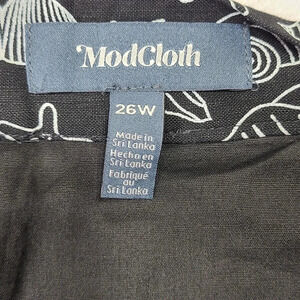 ModCloth
26W
Made in
Sri Lanka
Hecho en
Sri Lanka
Fabriqué
au
Sri Lanka